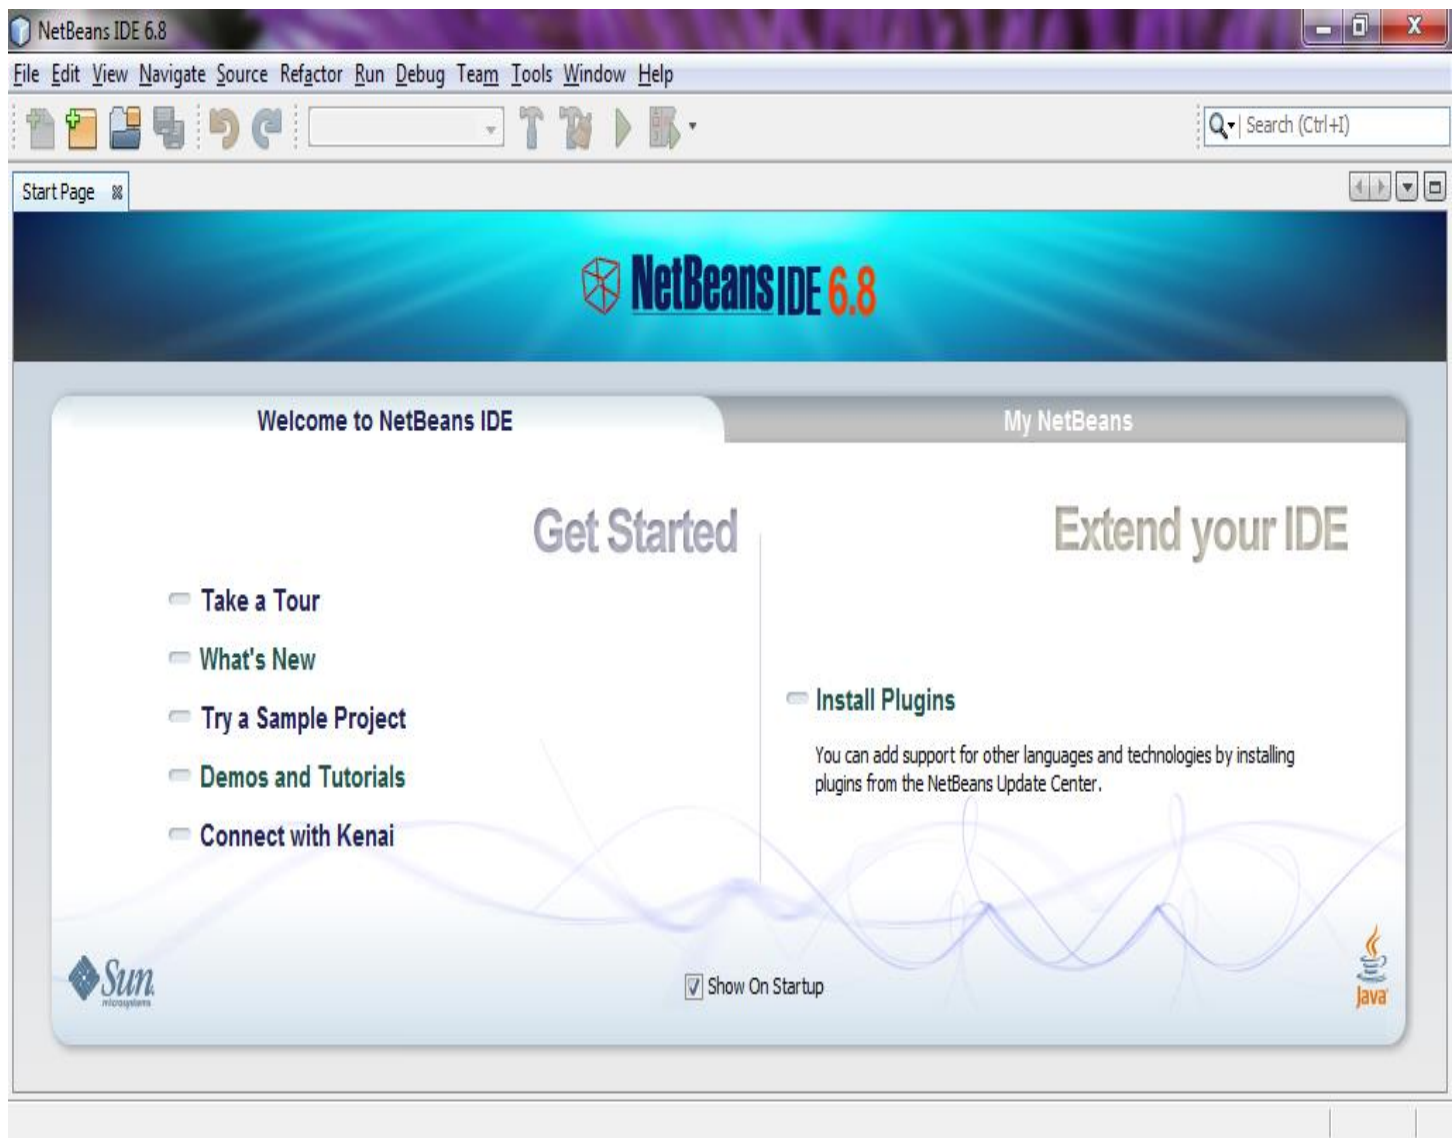 NetBeans IDE 6.8
File Edit View Navigate Source Refactor Run Debug Team Tools Window Help
Search (Ctrl+I)
Start Page
NetBeans IDE 6.8
Welcome to NetBeans IDE
My NetBeans
Get Started
Extend your IDE
Take a Tour
What's New
Try a Sample Project
Demos and Tutorials
Connect with Kenai
Install Plugins
You can add support for other languages and technologies by installing
plugins from the NetBeans Update Center.
Sun
microsystems
Show On Startup
Java